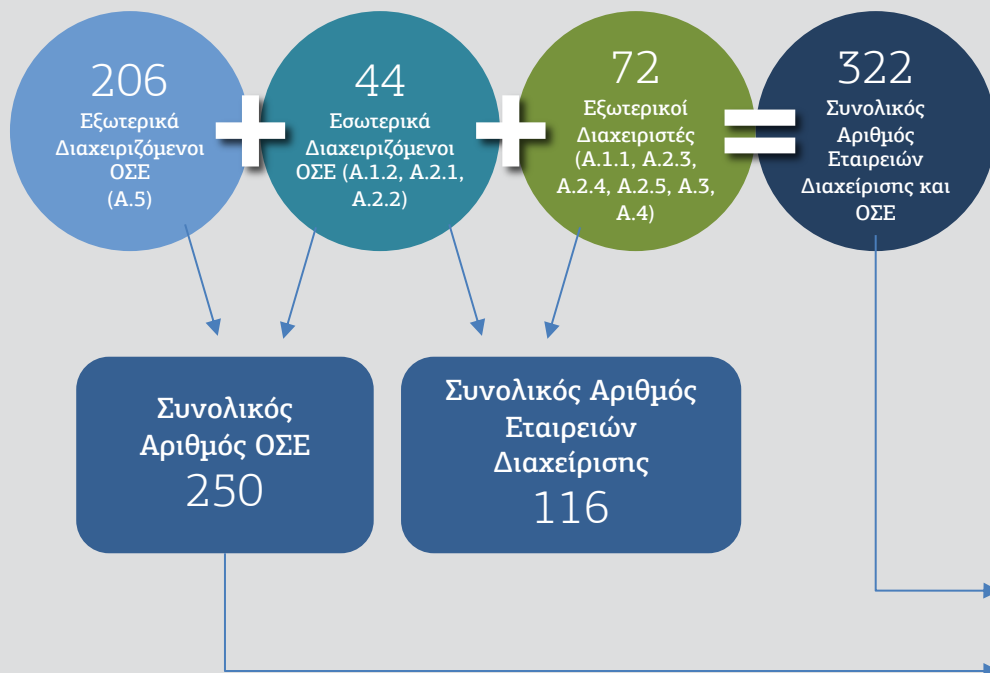 206
Εξωτερικά
Διαχειριζόμενοι
ΟΣΕ
(Α.5)
44
Εσωτερικά
Διαχειριζόμενοι
ΟΣΕ (Α.1.2, Α.2.1,
Α.2.2)
72
Εξωτερικοί
Διαχειριστές
(Α.1.1, Α.2.3,
Α.2.4, Α.2.5, Α.3,
Α.4)
322
Συνολικός
Αριθμός
Εταιρειών
Διαχείρισης και
ΟΣΕ
Συνολικός
Αριθμός ΟΣΕ
250
Συνολικός Αριθμός
Εταιρειών
Διαχείρισης
116